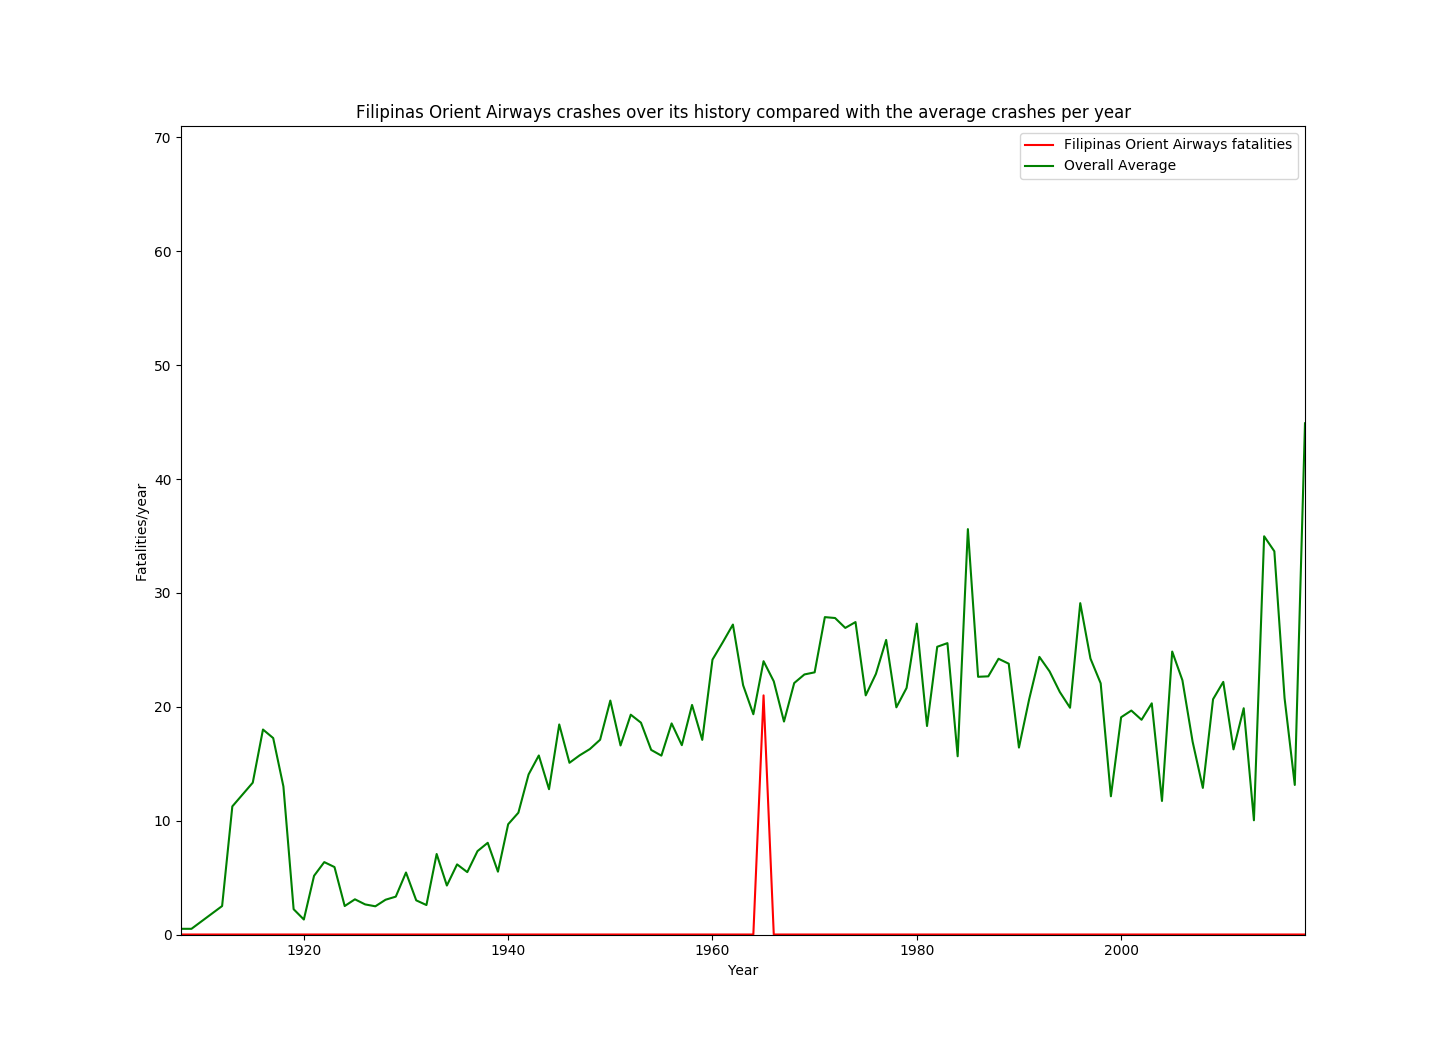 Filipinas Orient Airways crashes over its history compared with the average crashes per year
Filipinas Orient Airways fatalities
Overall Average
70
60
50
40
30
20
10
0
Fatalities/year
1920 1940 1960 1980 2000
Year